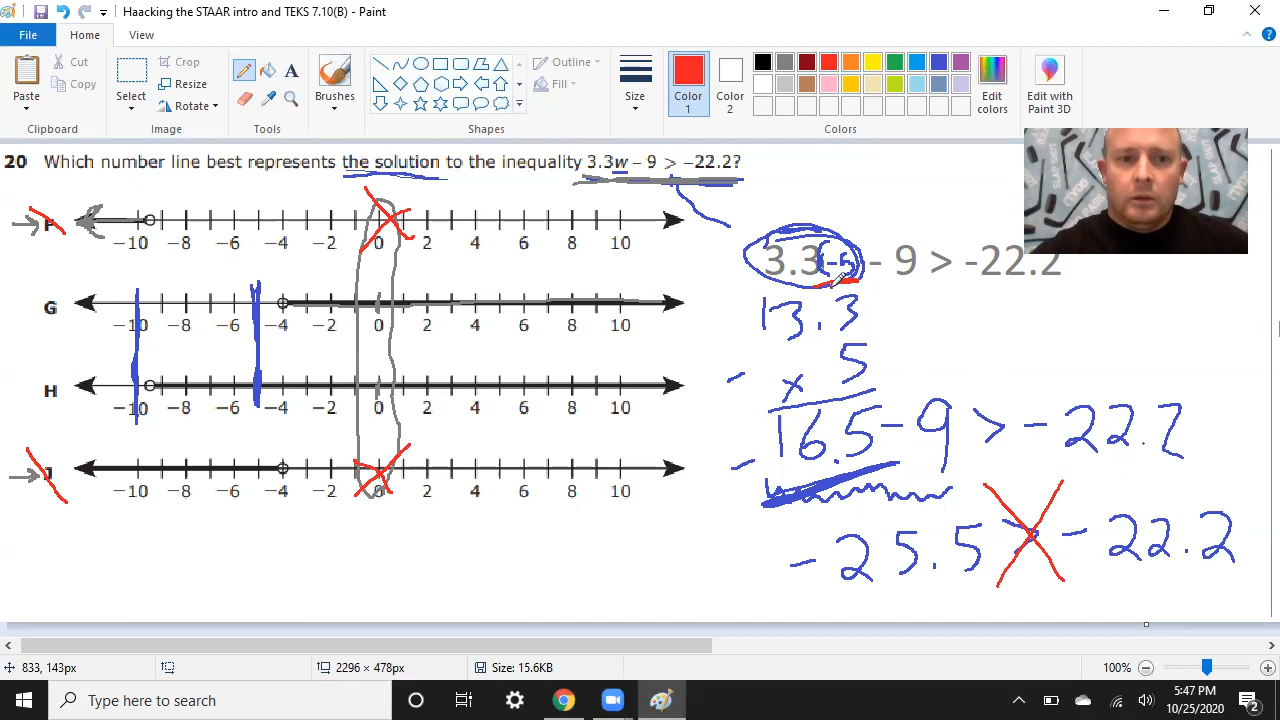 Haacking the STAAR intro and TEKS 7.10(B) - Paint
File Home View
Paste Cut Copy Clipboard
Select Crop Resize Rotate Image
Tools
Brushes
Outline Fill Shapes
Size
Color 1 Color 2 Edit colors Colors
Edit with Paint 3D
SLAP SHOTS
20 Which number line best represents the solution to the inequality 3.3w – 9 > –22.2?
F
−10 −8 −6 −4 −2 0 2 4 6 8 10
G
−10 −8 −6 −4 −2 0 2 4 6 8 10
H
−10 −8 −6 −4 −2 0 2 4 6 8 10
J
−10 −8 −6 −4 −2 0 2 4 6 8 10
3.3(-5) - 9 > -22.2
13.3
- x 5
- 16.5 - 9 > - 22.2
- 25.5 > - 22.2
833, 143px 2296 × 478px Size: 15.6KB 100%
Type here to search
5:47 PM
10/25/2020
2